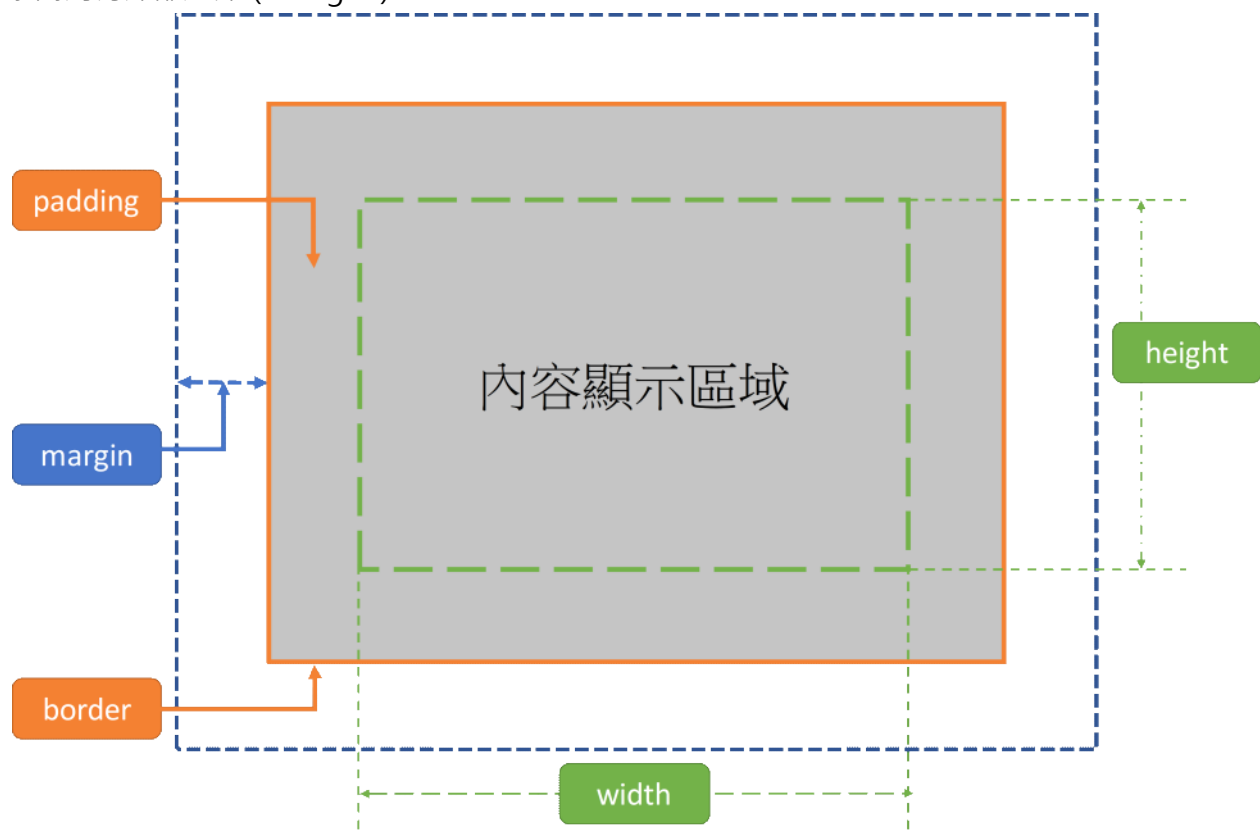 padding
內容顯示區域
height
margin
border
width